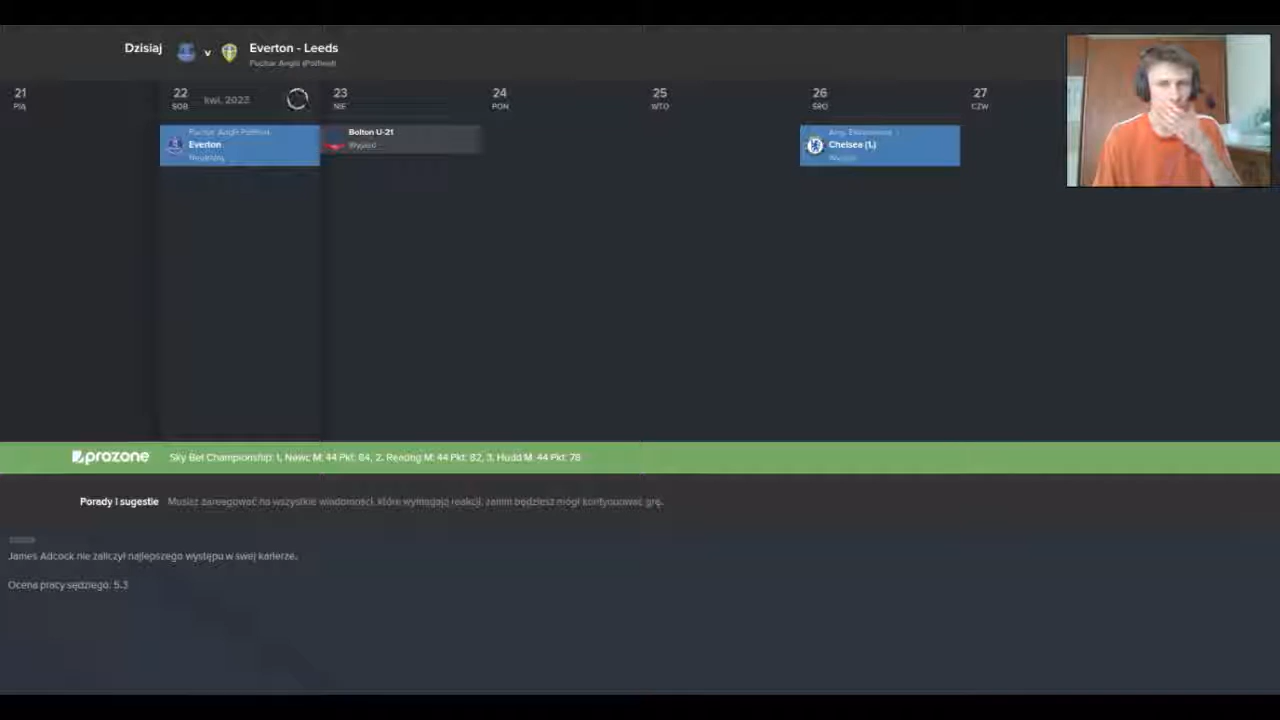 Dzisiaj
v
Everton - Leeds
Puchar Anglii (Półfinał)
21
PIĄ
22
SOB
kwi. 2023
23
NIE
24
PON
25
WTO
26
ŚRO
27
CZW
Puchar Anglii Półfinał
Everton
Neutralny
Bolton U-21
Wyjazd
Ang. Ekstraklasa
Chelsea (1.)
Wyjazd
prozone
Sky Bet Championship: 1. Newc M: 44 Pkt: 84, 2. Reading M: 44 Pkt: 82, 3. Hudd M: 44 Pkt: 78
Porady i sugestie
Musisz zareagować na wszystkie wiadomości, które wymagają reakcji, zanim będziesz mógł kontynuować grę.
James Adcock nie zaliczył najlepszego występu w swej karierze.
Ocena pracy sędziego: 5.3